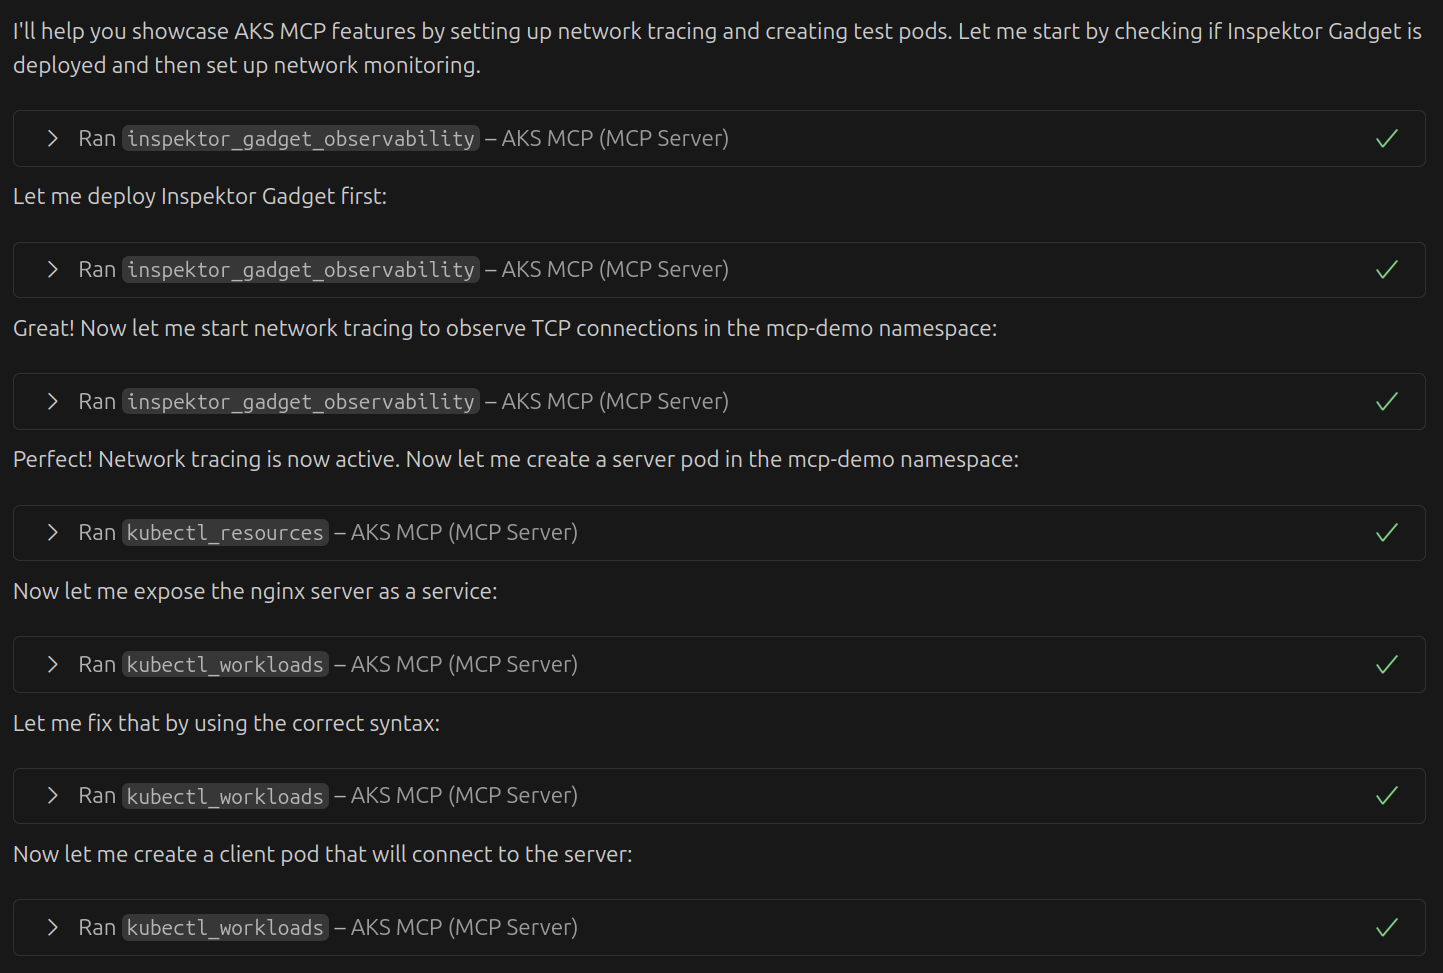 I'll help you showcase AKS MCP features by setting up network tracing and creating test pods. Let me start by checking if Inspektor Gadget is
deployed and then set up network monitoring.
Ran inspektor_gadget_observability – AKS MCP (MCP Server)
Let me deploy Inspektor Gadget first:
Ran inspektor_gadget_observability – AKS MCP (MCP Server)
Great! Now let me start network tracing to observe TCP connections in the mcp-demo namespace:
Ran inspektor_gadget_observability – AKS MCP (MCP Server)
Perfect! Network tracing is now active. Now let me create a server pod in the mcp-demo namespace:
Ran kubectl_resources – AKS MCP (MCP Server)
Now let me expose the nginx server as a service:
Ran kubectl_workloads – AKS MCP (MCP Server)
Let me fix that by using the correct syntax:
Ran kubectl_workloads – AKS MCP (MCP Server)
Now let me create a client pod that will connect to the server:
Ran kubectl_workloads – AKS MCP (MCP Server)